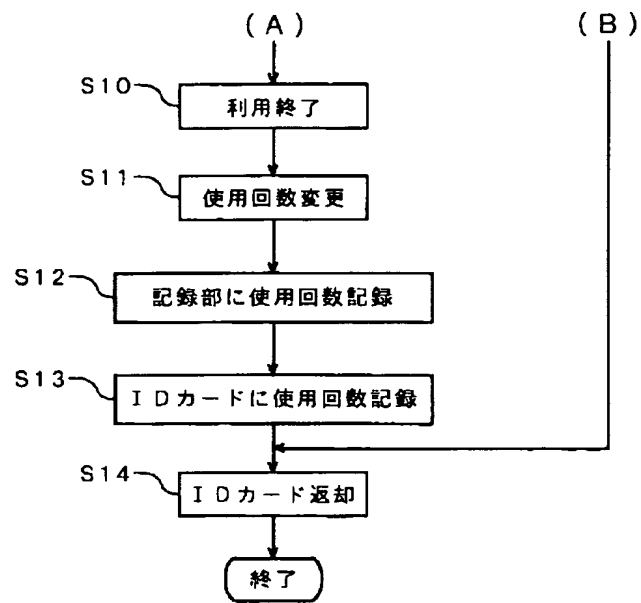 (A) (B)
S10 利用終了
S11 使用回数変更
S12 記録部に使用回数記録
S13 IDカードに使用回数記録
S14 IDカード返却
終了